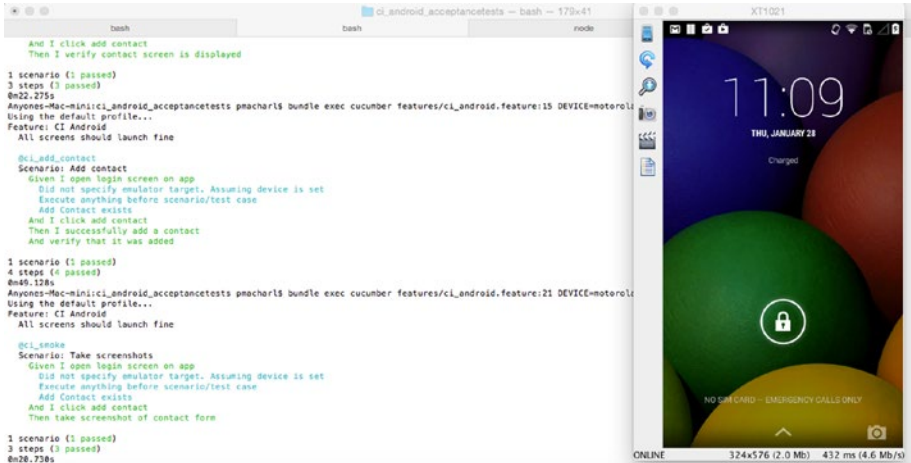 ci_android_acceptancetests — bash — 179×41
bash
bash
node
And I click add contact
Then I verify contact screen is displayed
1 scenario (1 passed)
3 steps (3 passed)
0m22.275s
Anyones-Mac-mini:ci_android_acceptancetests pmacharl$ bundle exec cucumber features/ci_android.feature:15 DEVICE=motorola
Using the default profile...
Feature: CI Android
All screens should launch fine
@ci_add_contact
Scenario: Add contact
Given I open login screen on app
Did not specify emulator target. Assuming device is set
Execute anything before scenario/test case
Add Contact exists
And I click add contact
Then I successfully add a contact
And verify that it was added
1 scenario (1 passed)
4 steps (4 passed)
0m49.128s
Anyones-Mac-mini:ci_android_acceptancetests pmacharl$ bundle exec cucumber features/ci_android.feature:21 DEVICE=motorola
Using the default profile...
Feature: CI Android
All screens should launch fine
@ci_smoke
Scenario: Take screenshots
Given I open login screen on app
Did not specify emulator target. Assuming device is set
Execute anything before scenario/test case
Add Contact exists
And I click add contact
Then take screenshot of contact form
1 scenario (1 passed)
3 steps (3 passed)
0m20.730s
XT1021
11:09
THU, JANUARY 28
Charged
NO SIM CARD — EMERGENCY CALLS ONLY
ONLINE
324x576 (2.0 Mb)
432 ms (4.6 Mb/s)